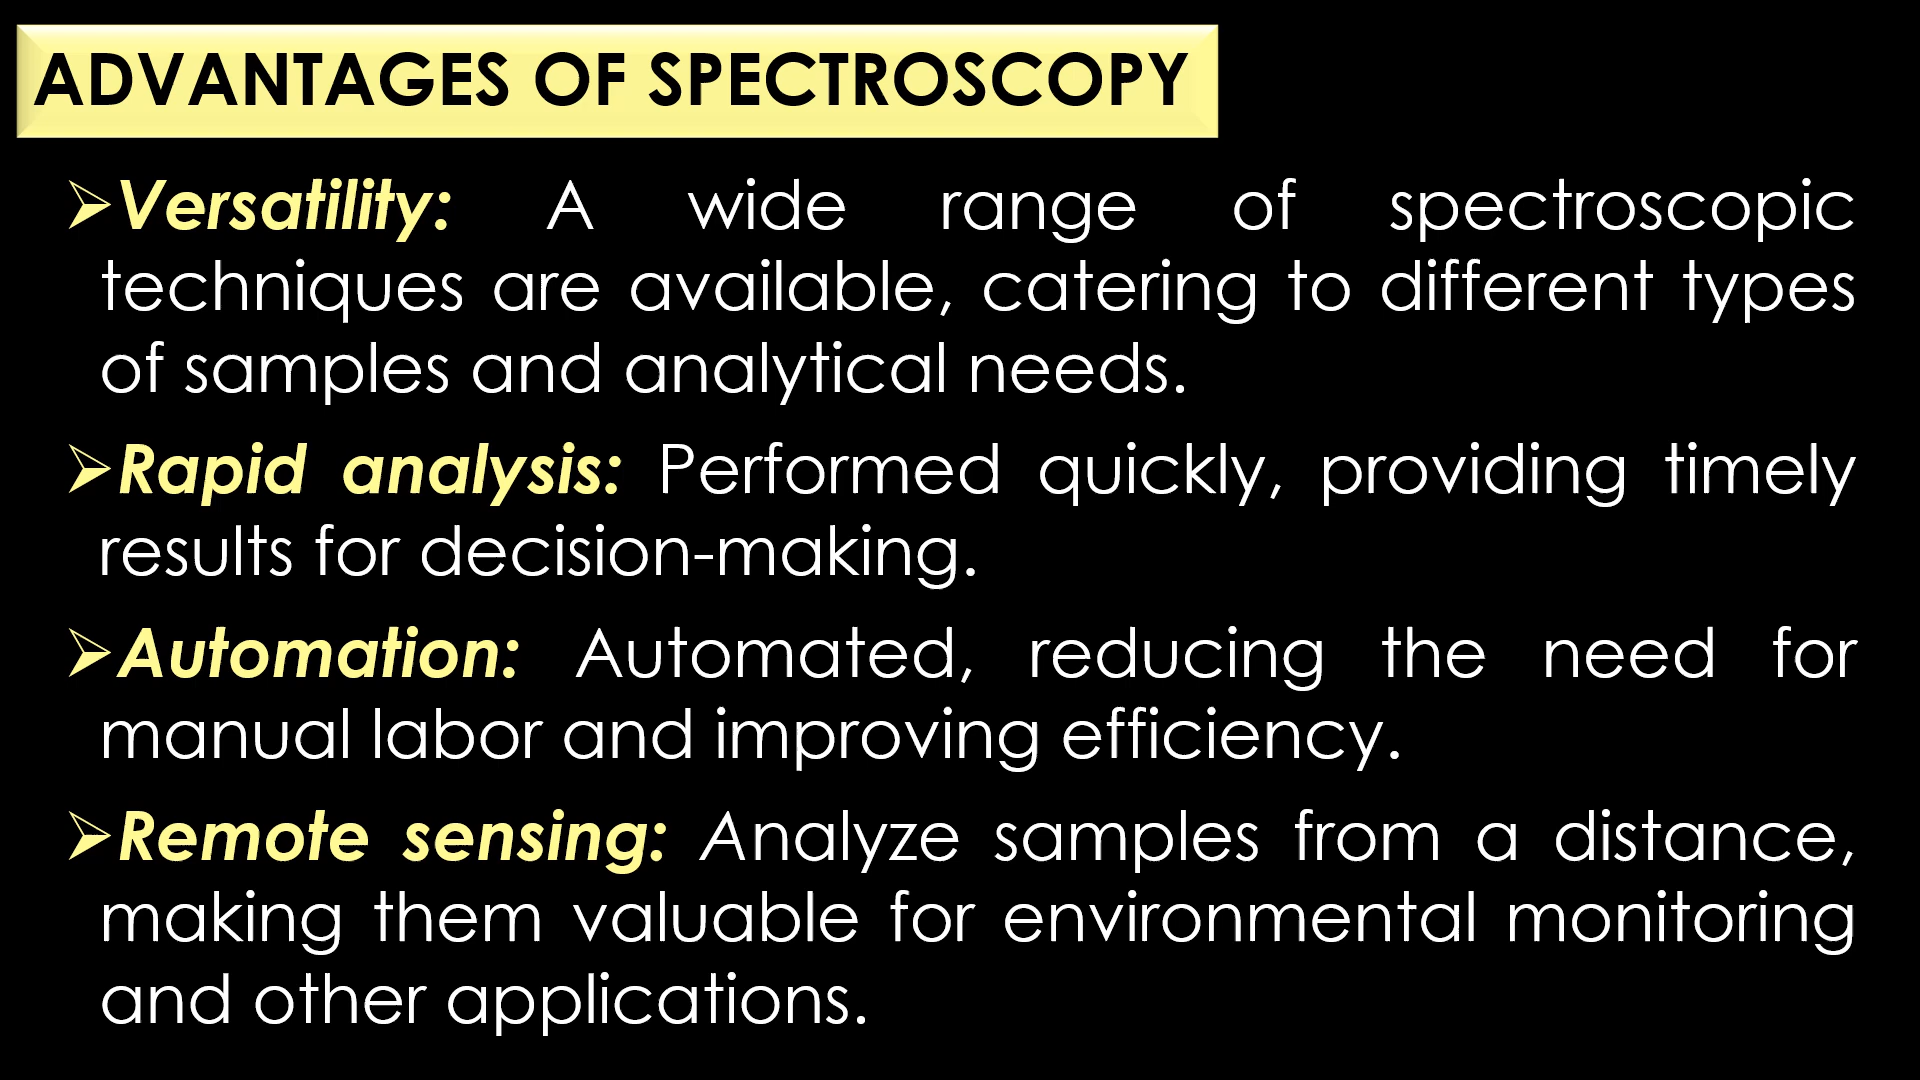 ADVANTAGES OF SPECTROSCOPY
➢Versatility: A wide range of spectroscopic
techniques are available, catering to different types
of samples and analytical needs.
➢Rapid analysis: Performed quickly, providing timely
results for decision-making.
➢Automation: Automated, reducing the need for
manual labor and improving efficiency.
➢Remote sensing: Analyze samples from a distance,
making them valuable for environmental monitoring
and other applications.